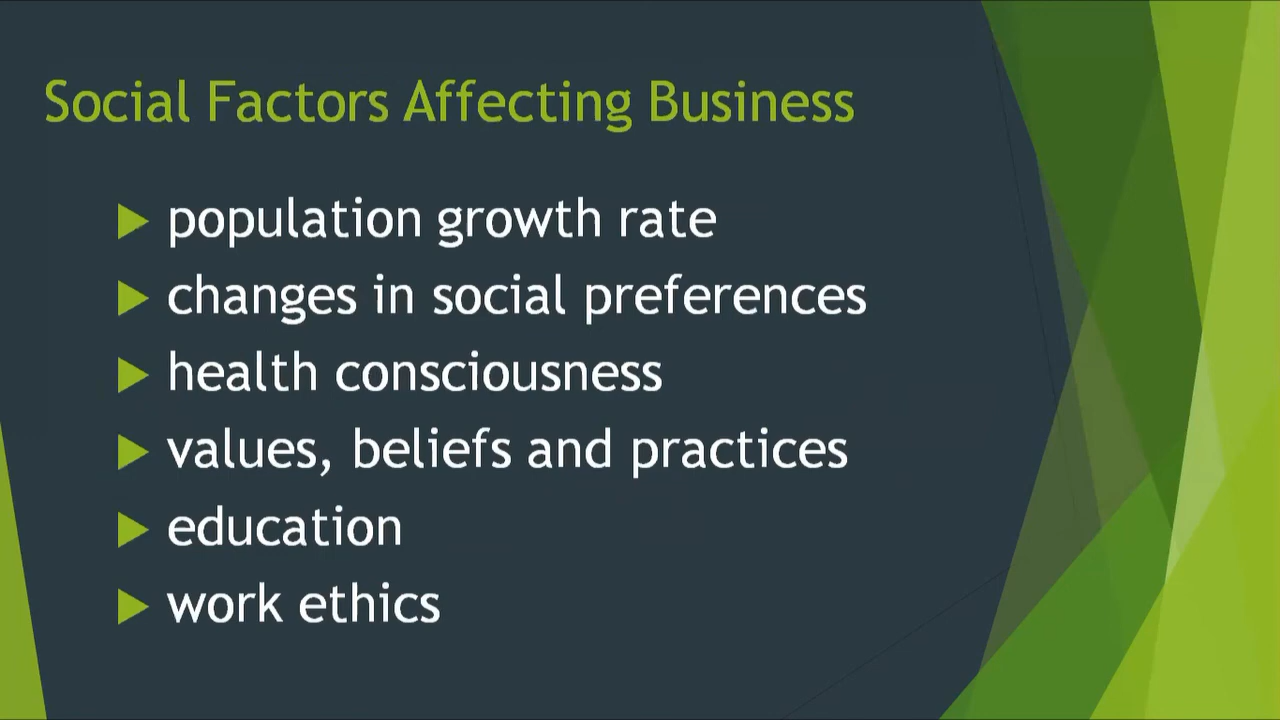 Social Factors Affecting Business
population growth rate
changes in social preferences
health consciousness
values, beliefs and practices
education
work ethics